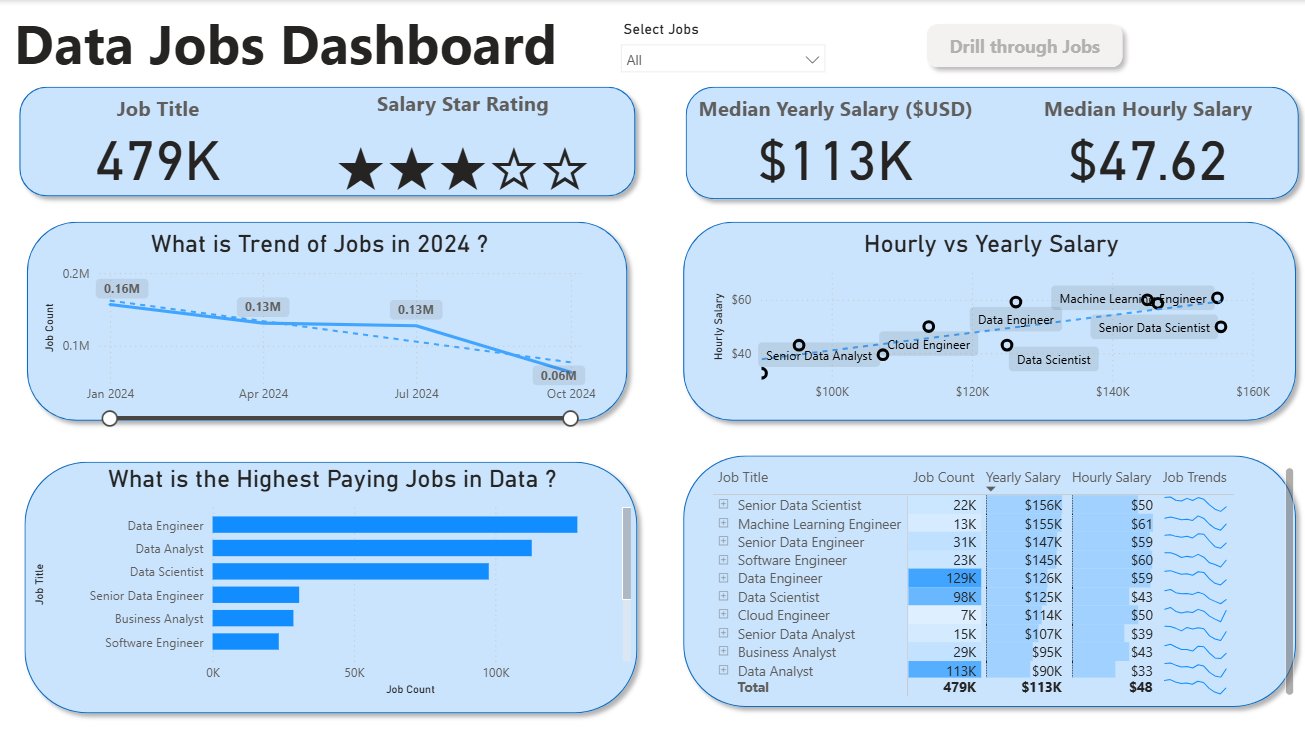 Data Jobs Dashboard
Select Jobs
All
Drill through Jobs
Job Title
479K
Salary Star Rating
Median Yearly Salary ($USD)
$113K
Median Hourly Salary
$47.62
What is Trend of Jobs in 2024 ?
Job Count
0.2M
0.1M
0.16M
0.13M
0.13M
0.06M
Jan 2024
Apr 2024
Jul 2024
Oct 2024
Hourly vs Yearly Salary
Hourly Salary
$60
$40
Machine Learning Engineer
Data Engineer
Senior Data Scientist
Cloud Engineer
Senior Data Analyst
Data Scientist
$100K
$120K
$140K
$160K
What is the Highest Paying Jobs in Data ?
Job Title
Data Engineer
Data Analyst
Data Scientist
Senior Data Engineer
Business Analyst
Software Engineer
0K
50K
100K
Job Count
Job Title Job Count Yearly Salary Hourly Salary Job Trends
Senior Data Scientist 22K $156K $50
Machine Learning Engineer 13K $155K $61
Senior Data Engineer 31K $147K $59
Software Engineer 23K $145K $60
Data Engineer 129K $126K $59
Data Scientist 98K $125K $43
Cloud Engineer 7K $114K $50
Senior Data Analyst 15K $107K $39
Business Analyst 29K $95K $43
Data Analyst 113K $90K $33
Total 479K $113K $48